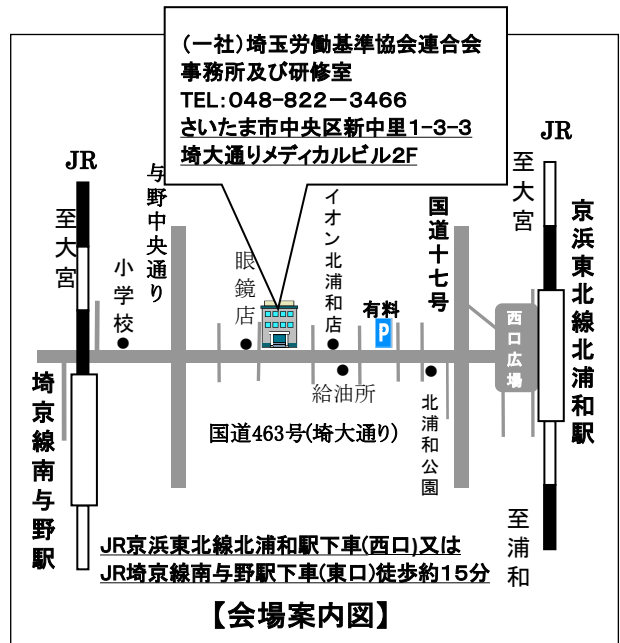 （一社）埼玉労働基準協会連合会
事務所及び研修室
TEL：048-822－3466
さいたま市中央区新中里1-3-3
埼大通りメディカルビル2F
JR
JR
至大宮
小学校
与野中央通り
眼鏡店
イオン北浦和店
有料
P
国道十七号
至大宮
京浜東北線北浦和駅
西口広場
給油所
北浦和公園
国道463号(埼大通り)
埼京線南与野駅
至浦和
JR京浜東北線北浦和駅下車(西口)又は
JR埼京線南与野駅下車(東口)徒歩約１５分
【会場案内図】